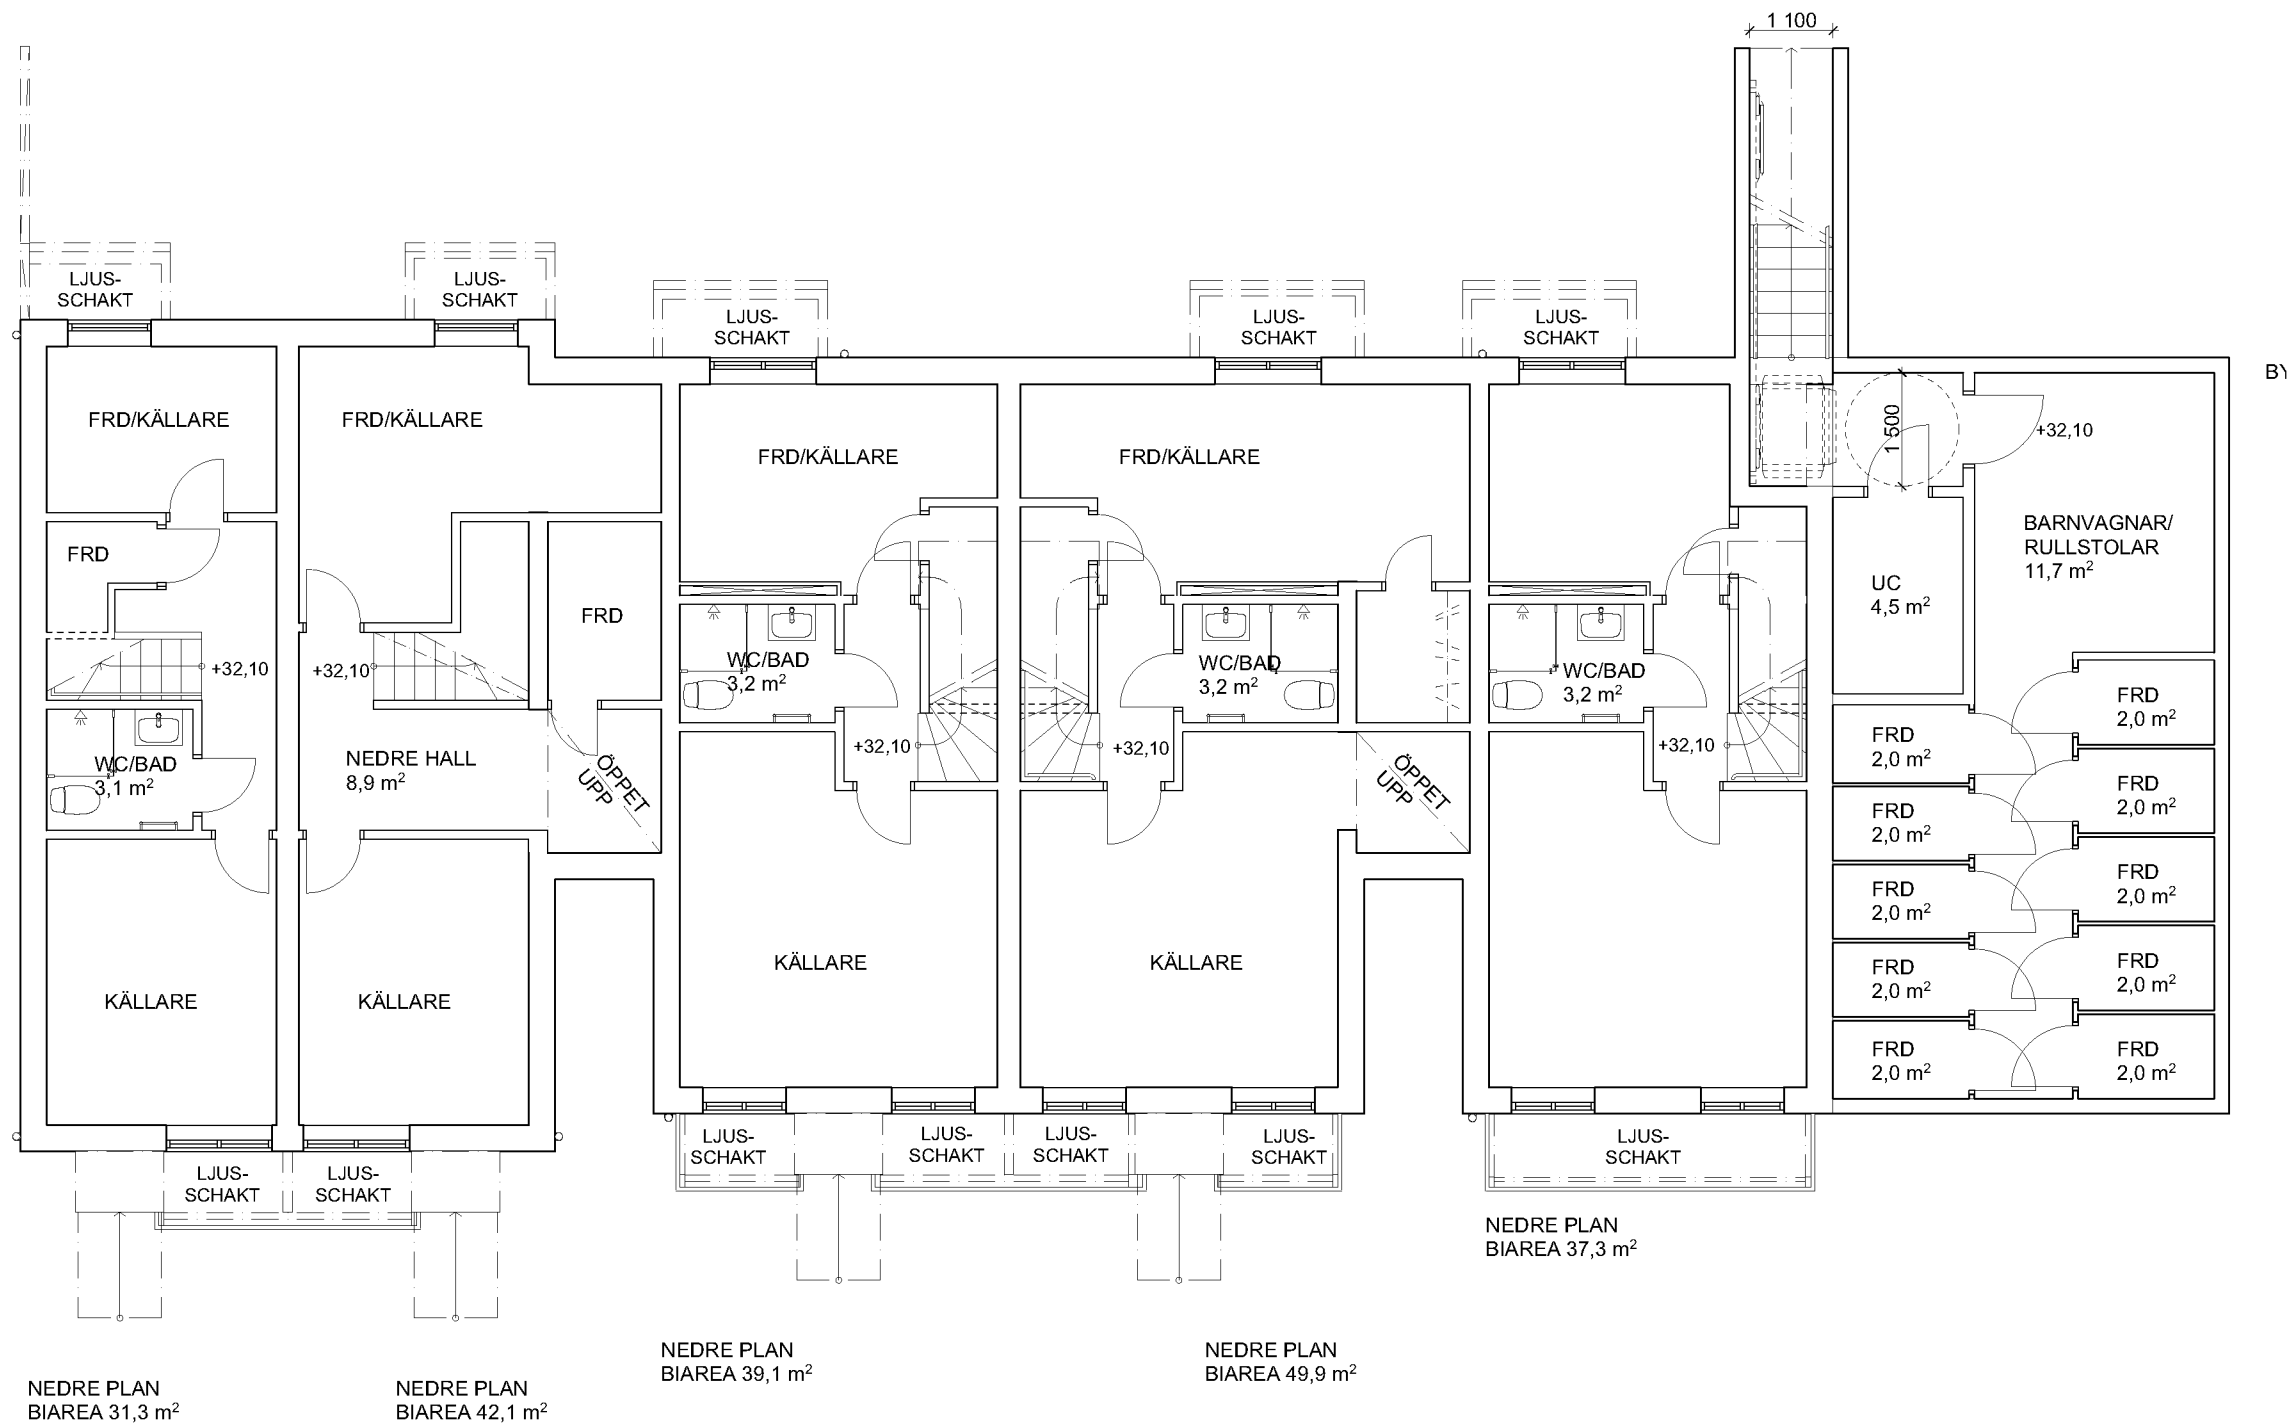 1 100
BY
LJUS-
SCHAKT
LJUS-
SCHAKT
LJUS-
SCHAKT
LJUS-
SCHAKT
LJUS-
SCHAKT
FRD/KÄLLARE
FRD/KÄLLARE
FRD/KÄLLARE
FRD/KÄLLARE
1 500
+32,10
FRD
BARNVAGNAR/
RULLSTOLAR
11,7 m²
UC
4,5 m²
FRD
+32,10
+32,10
WC/BAD
3,2 m²
WC/BAD
3,2 m²
WC/BAD
3,2 m²
WC/BAD
3,1 m²
NEDRE HALL
8,9 m²
ÖPPET
UPP
+32,10
+32,10
ÖPPET
UPP
+32,10
FRD
2,0 m²
FRD
2,0 m²
FRD
2,0 m²
FRD
2,0 m²
FRD
2,0 m²
FRD
2,0 m²
FRD
2,0 m²
FRD
2,0 m²
FRD
2,0 m²
FRD
2,0 m²
KÄLLARE
KÄLLARE
KÄLLARE
KÄLLARE
LJUS-
SCHAKT
LJUS-
SCHAKT
LJUS-
SCHAKT
LJUS-
SCHAKT
LJUS-
SCHAKT
LJUS-
SCHAKT
LJUS-
SCHAKT
NEDRE PLAN
BIAREA 37,3 m²
NEDRE PLAN
BIAREA 39,1 m²
NEDRE PLAN
BIAREA 49,9 m²
NEDRE PLAN
BIAREA 31,3 m²
NEDRE PLAN
BIAREA 42,1 m²